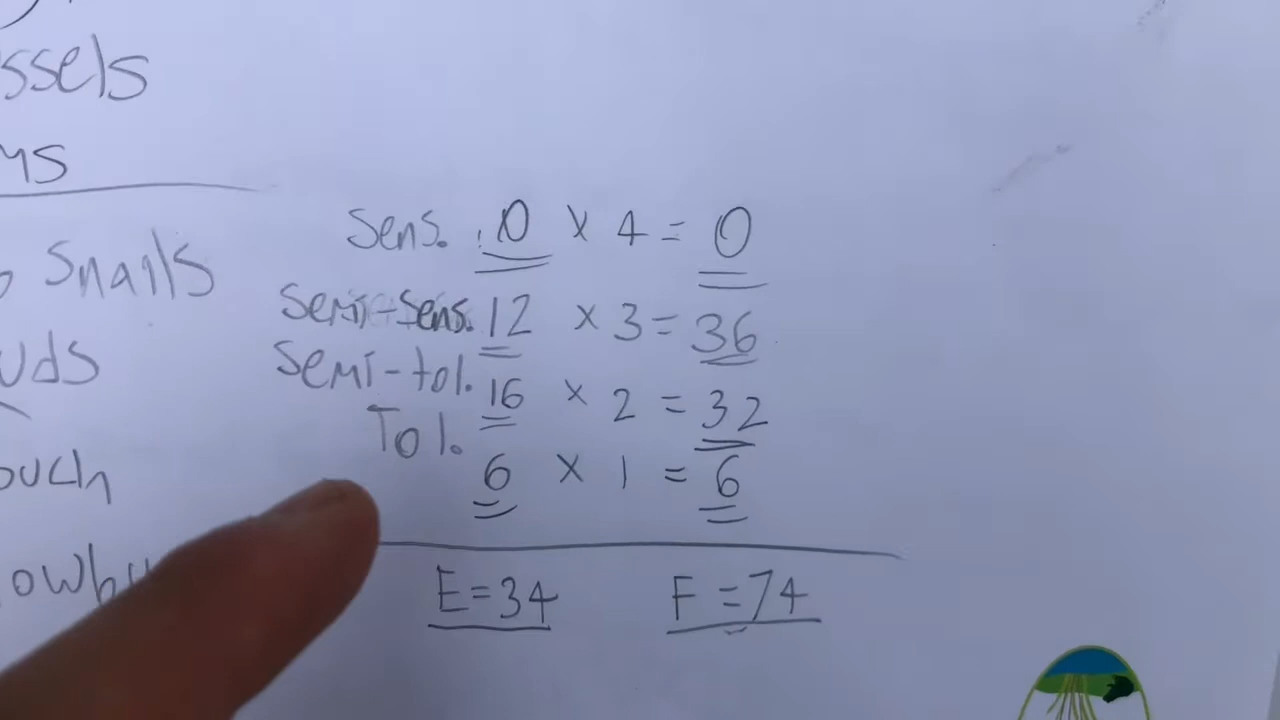 ssels
ms
Snails
uds
ouch
owbu
Sens. 0 x 4 = 0
Semi-Sens. 12 x 3 = 36
Semi-tol. 16 x 2 = 32
Tol. 6 x 1 = 6
E=34 F=74